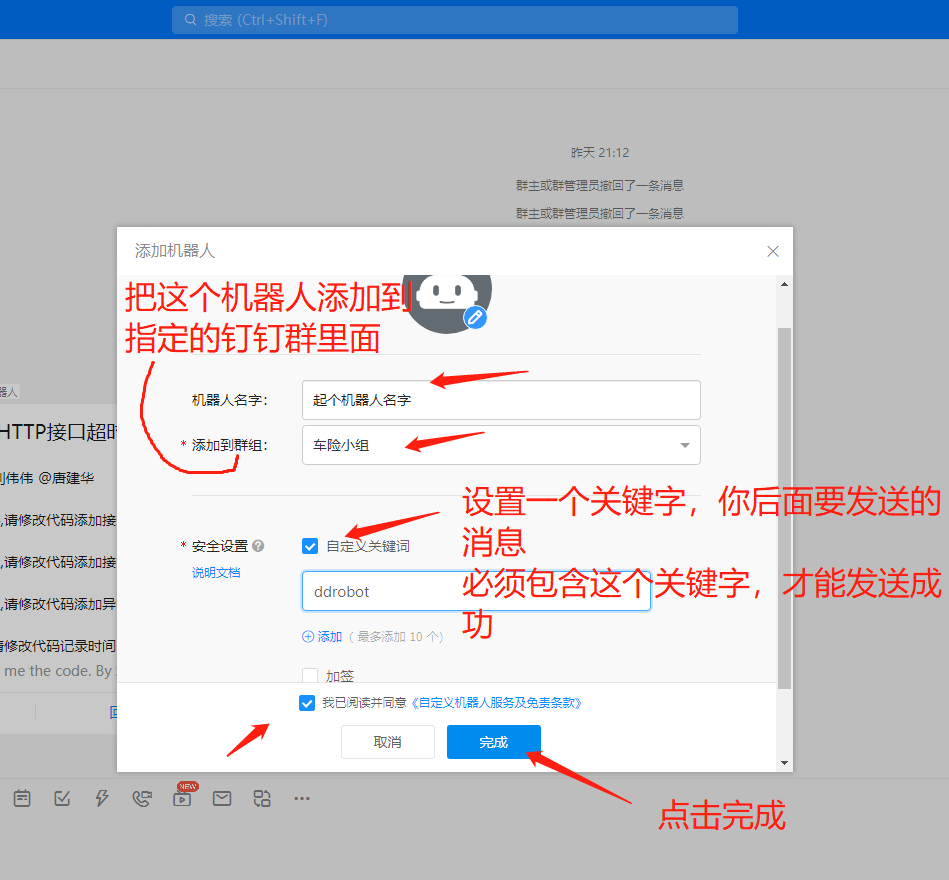 搜索 (Ctrl+Shift+F)
昨天 21:12
群主或群管理员撤回了一条消息
群主或群管理员撤回了一条消息
添加机器人
把这个机器人添加到
指定的钉钉群里面
器人
机器人名字：
起个机器人名字
HTTP接口超时
* 添加到群组：
车险小组
伟伟 @唐建华
设置一个关键字，你后面要发送的
消息
必须包含这个关键字，才能发送成
功
,请修改代码添加接
* 安全设置
自定义关键词
,请修改代码添加接
说明文档
ddrobot
,请修改代码添加异
添加 （ 最多添加 10 个）
修改代码记录时间
me the code. By
加签
我已阅读并同意《自定义机器人服务及免责条款》
取消
完成
NEW
点击完成